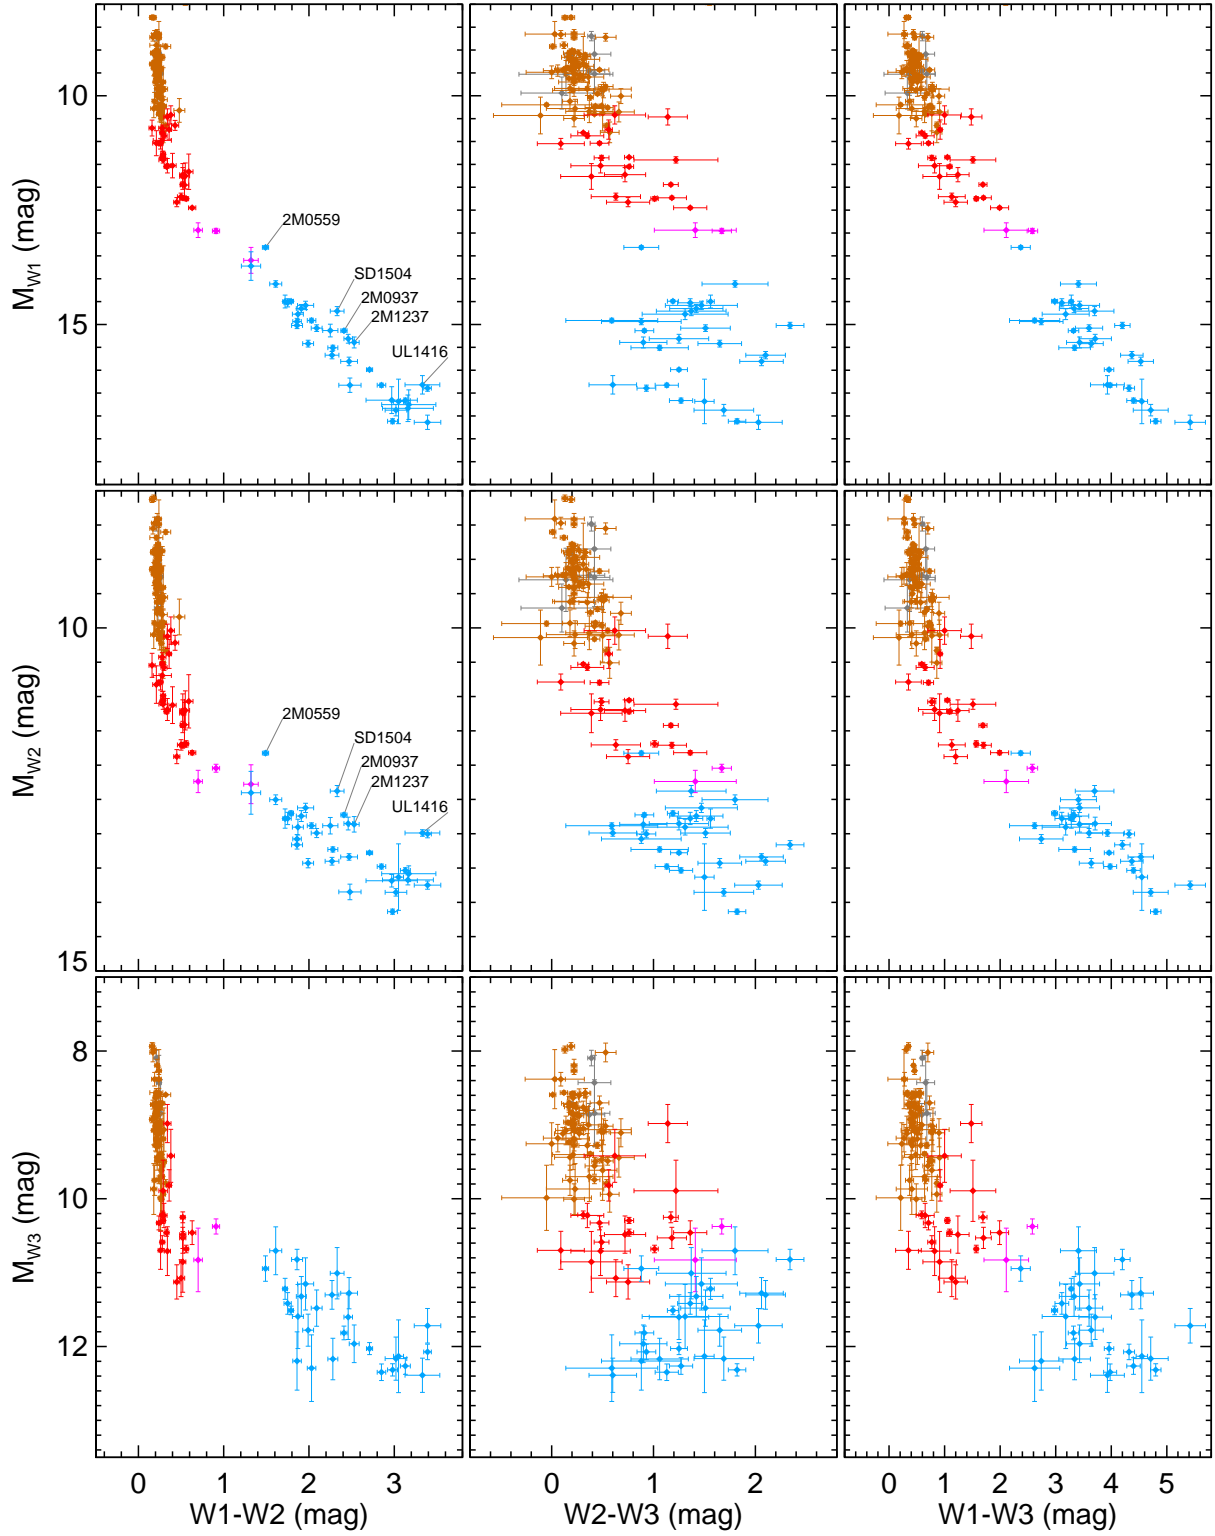 10
15
M_W1 (mag)
2M0559
SD1504
2M0937
2M1237
UL1416
10
15
M_W2 (mag)
2M0559
SD1504
2M0937
2M1237
UL1416
8
10
12
M_W3 (mag)
0 1 2 3
0 1 2
0 1 2 3 4 5
W1-W2 (mag)
W2-W3 (mag)
W1-W3 (mag)